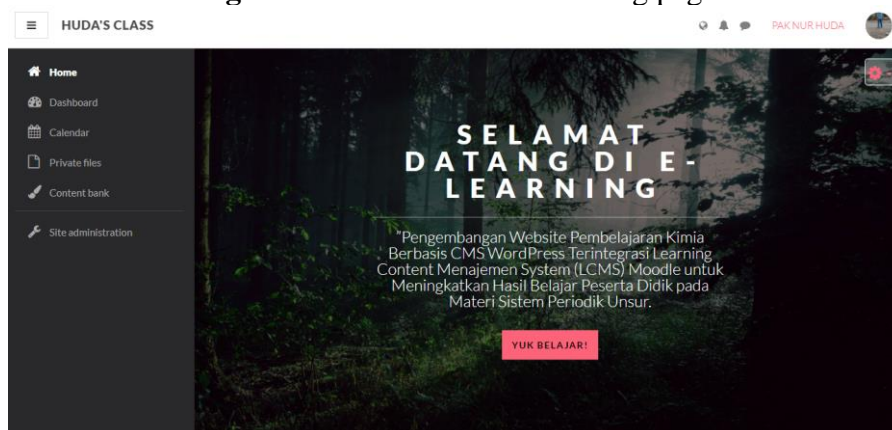 HUDA'S CLASS
PAK NUR HUDA
Home
Dashboard
Calendar
Private files
Content bank
Site administration
SELAMAT
DATANG DI E-
LEARNING
"Pengembangan Website Pembelajaran Kimia
Berbasis CMS WordPress Terintegrasi Learning
Content Menajemen System (LCMS) Moodle untuk
Meningkatkan Hasil Belajar Peserta Didik pada
Materi Sistem Periodik Unsur.
YUK BELAJAR!